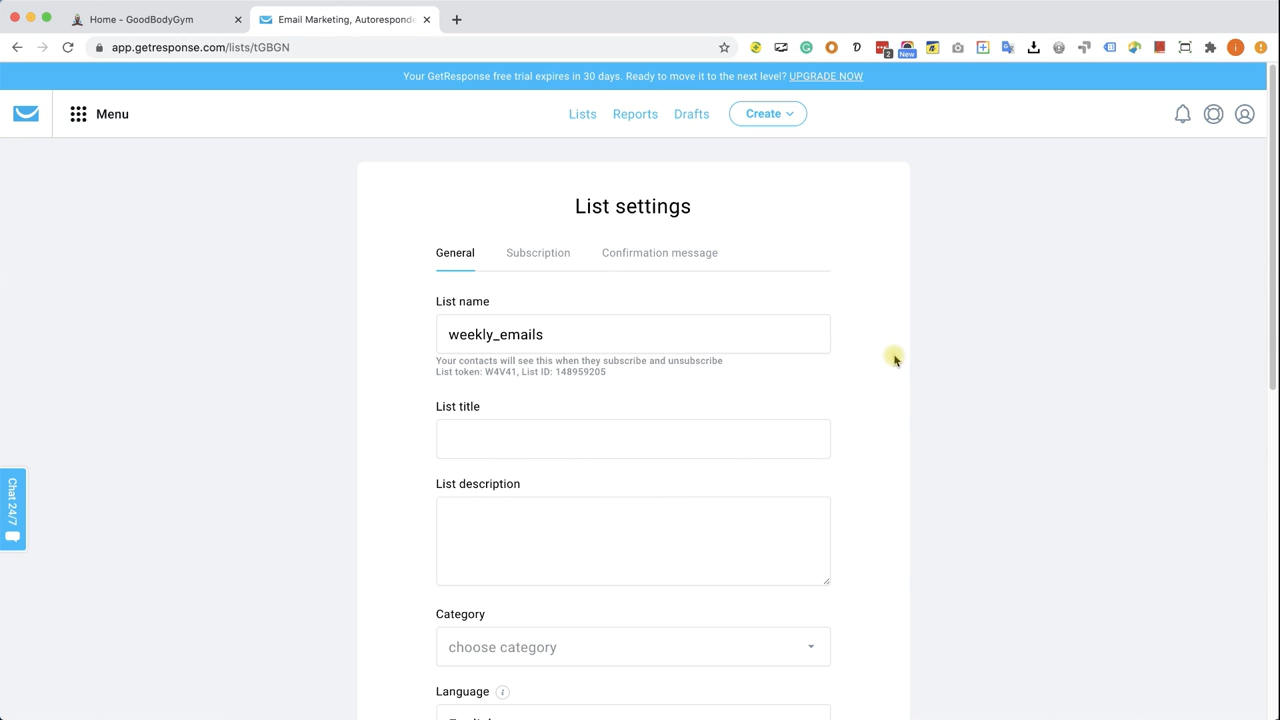 Home - GoodBodyGym
Email Marketing, Autoresponde
app.getresponse.com/lists/tGBGN
2
New
Your GetResponse free trial expires in 30 days. Ready to move it to the next level? UPGRADE NOW
Menu
Lists
Reports
Drafts
Create
List settings
General
Subscription
Confirmation message
List name
weekly_emails
Your contacts will see this when they subscribe and unsubscribe
List token: W4V41, List ID: 148959205
List title
List description
Chat 24/7
Category
choose category
Language